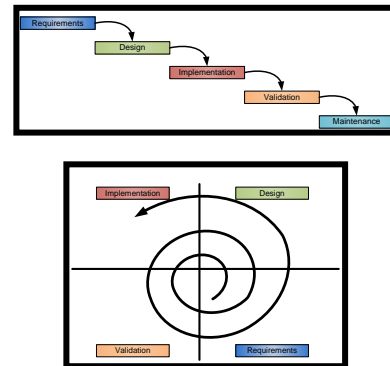 Requirements
Design
Implementation
Validation
Maintenance
Implementation
Design
Validation
Requirements